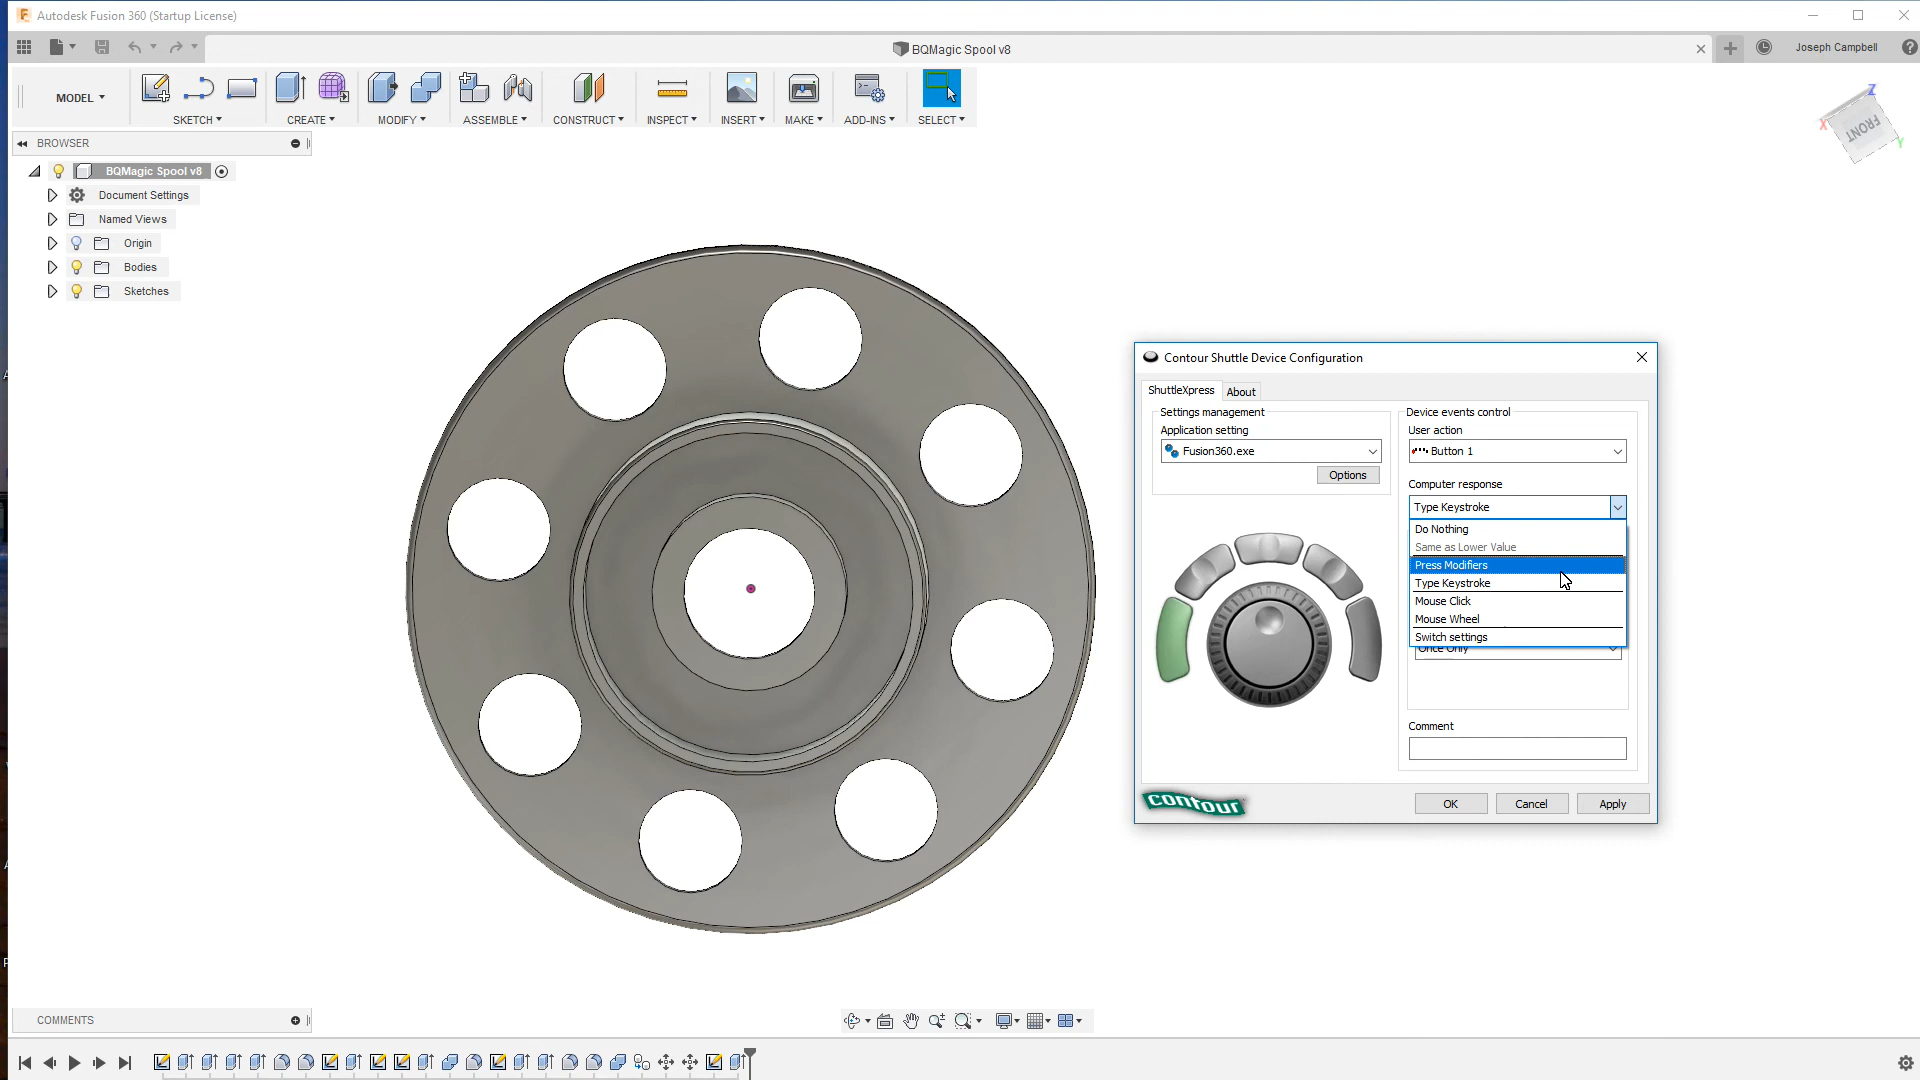 Autodesk Fusion 360 (Startup License)
BQMagic Spool v8
Joseph Campbell
MODEL
SKETCH
CREATE
MODIFY
ASSEMBLE
CONSTRUCT
INSPECT
INSERT
MAKE
ADD-INS
SELECT
Z
X
Y
FRONT
BROWSER
BQMagic Spool v8
Document Settings
Named Views
Origin
Bodies
Sketches
Contour Shuttle Device Configuration
ShuttleXpress
About
Settings management
Application setting
Fusion360.exe
Options
Device events control
User action
Button 1
Computer response
Type Keystroke
Do Nothing
Same as Lower Value
Press Modifiers
Type Keystroke
Mouse Click
Mouse Wheel
Switch settings
Once Only
Comment
contour
OK
Cancel
Apply
COMMENTS